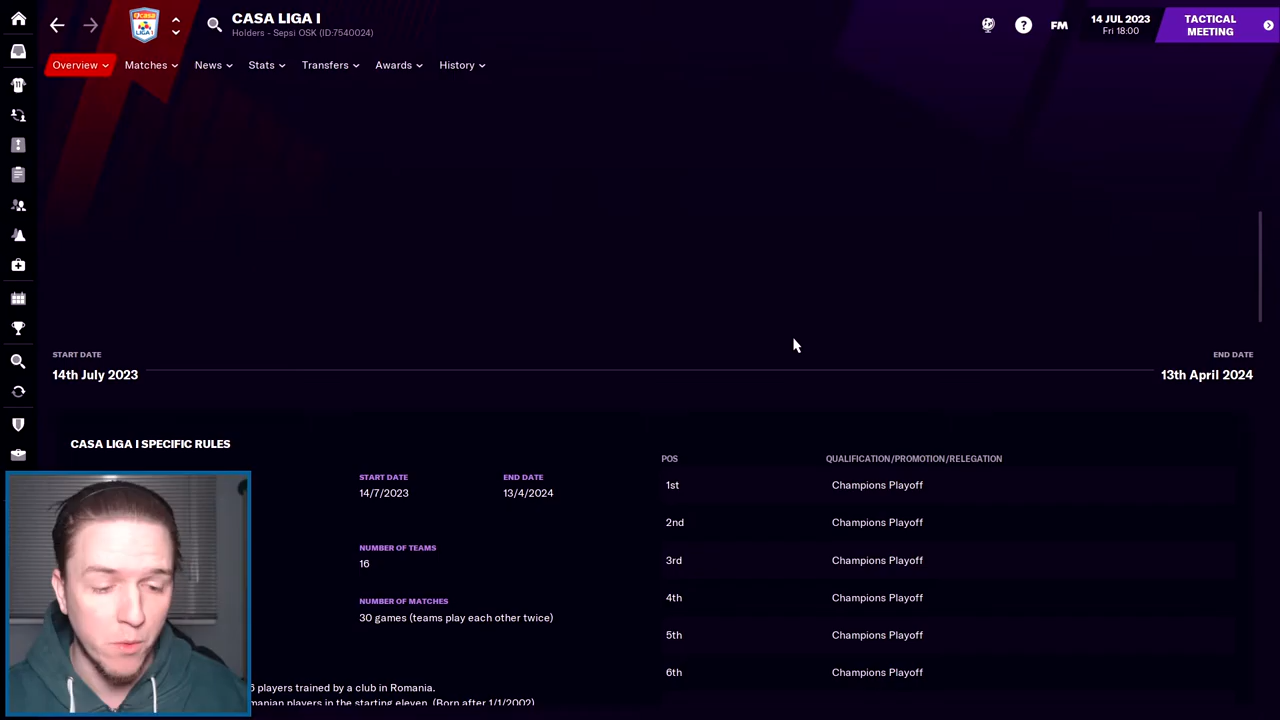 CASA LIGA I
Holders - Sepsi OSK (ID:7540024)
FM
14 JUL 2023
Fri 18:00
TACTICAL
MEETING
Overview
Matches
News
Stats
Transfers
Awards
History
START DATE
14th July 2023
END DATE
13th April 2024
CASA LIGA I SPECIFIC RULES
START DATE
14/7/2023
END DATE
13/4/2024
NUMBER OF TEAMS
16
NUMBER OF MATCHES
30 games (teams play each other twice)
players trained by a club in Romania.
players in the starting eleven. (Born after 1/1/2002)
POS QUALIFICATION/PROMOTION/RELEGATION
1st Champions Playoff
2nd Champions Playoff
3rd Champions Playoff
4th Champions Playoff
5th Champions Playoff
6th Champions Playoff